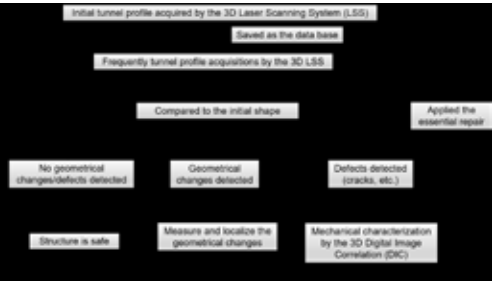 Initial tunnel profile acquired by the 3D Laser Scanning System (LSS)
Saved as the data base
Frequently tunnel profile acquisitions by the 3D LSS
Compared to the initial shape
Applied the
essential repair
No geometrical
changes/defects detected
Geometrical
changes detected
Defects detected
(cracks, etc.)
Structure is safe
Measure and localize the
geometrical changes
Mechanical characterization
by the 3D Digital Image
Correlation (DIC)